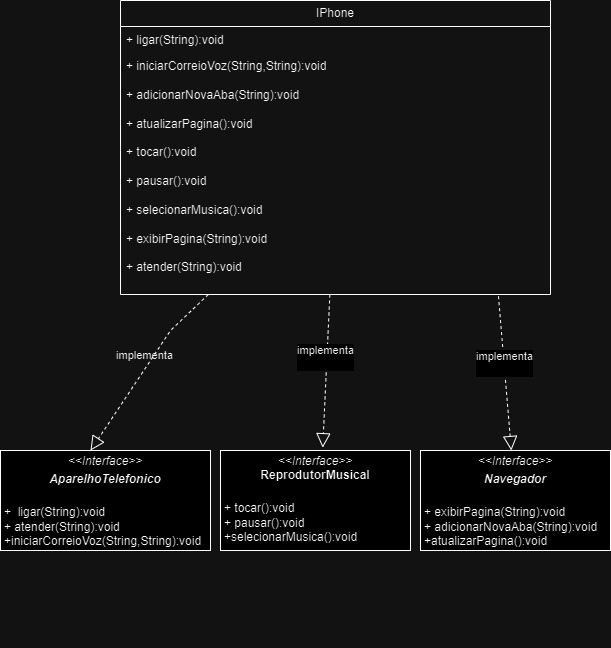 IPhone
+ ligar(String):void
+ iniciarCorreioVoz(String,String):void
+ adicionarNovaAba(String):void
+ atualizarPagina():void
+ tocar():void
+ pausar():void
+ selecionarMusica():void
+ exibirPagina(String):void
+ atender(String):void
implementa
implementa
implementa
<<Interface>>
AparelhoTelefonico
+  ligar(String):void
+ atender(String):void
+iniciarCorreioVoz(String,String):void
<<Interface>>
ReprodutorMusical
+ tocar():void
+ pausar():void
+selecionarMusica():void
<<Interface>>
Navegador
+ exibirPagina(String):void
+ adicionarNovaAba(String):void
+atualizarPagina():void